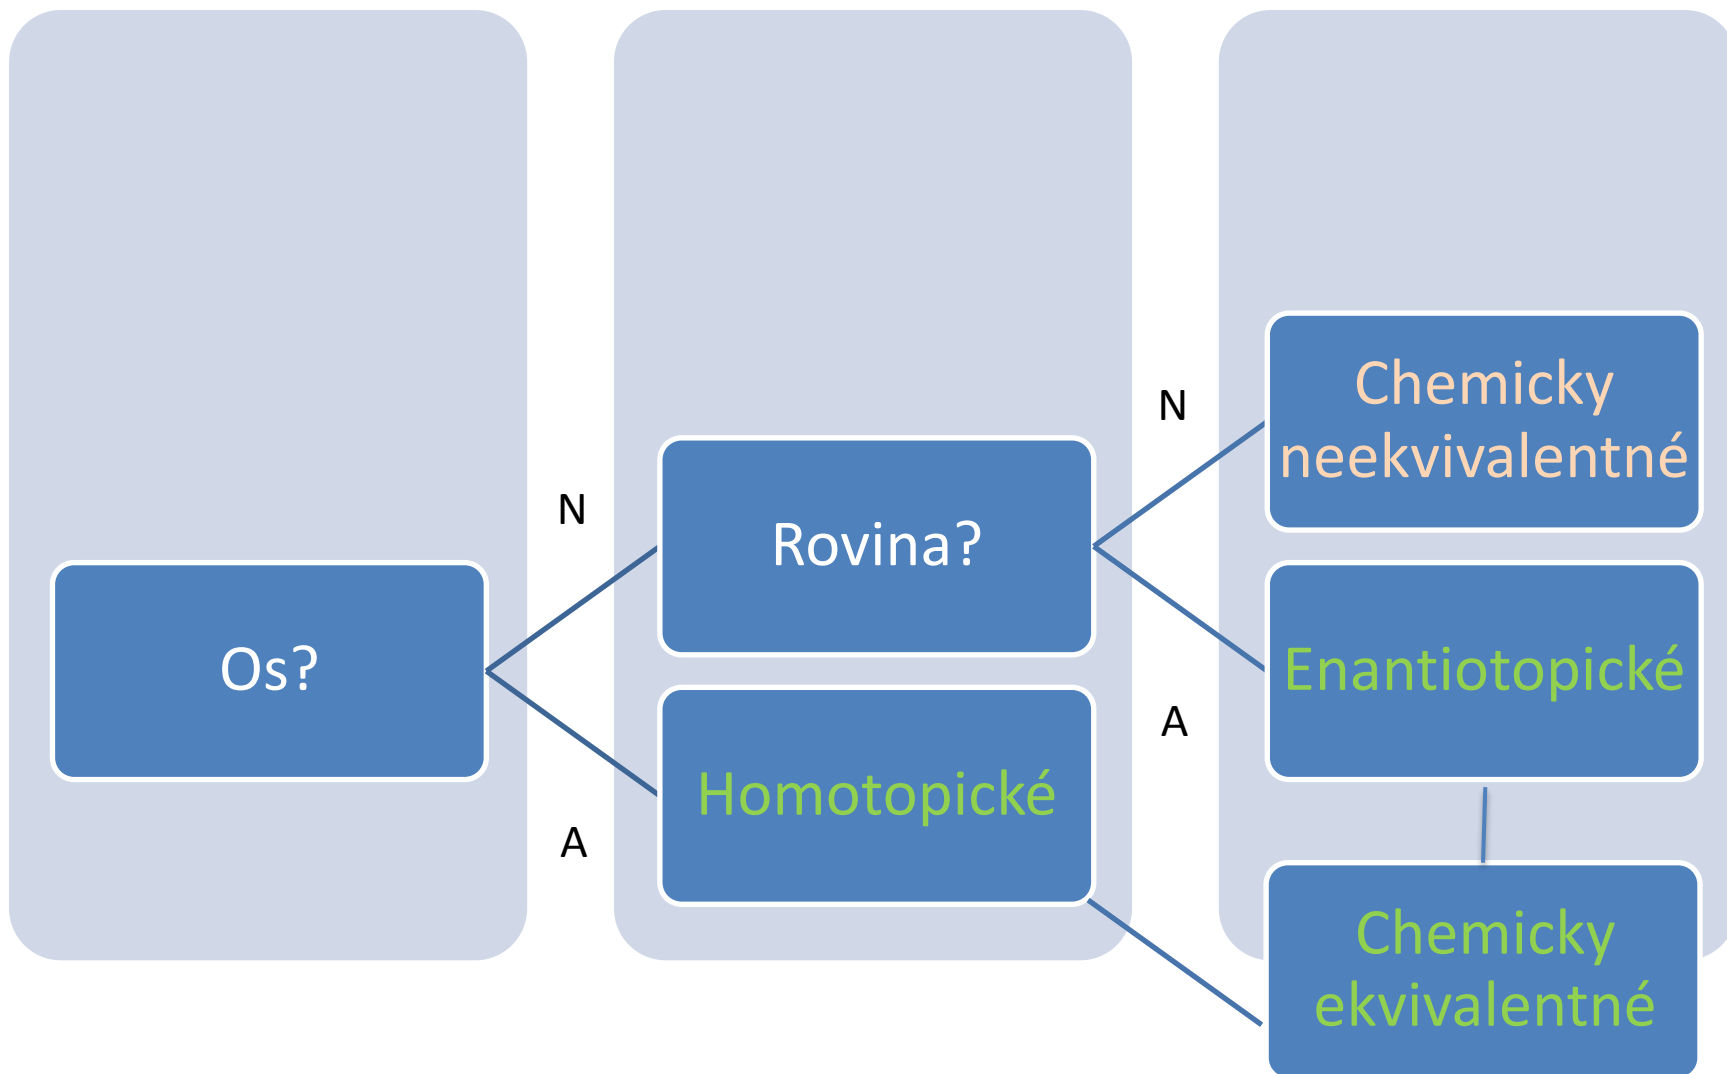 Os?
N
A
Rovina?
Homotopické
N
A
Chemicky
neekvivalentné
Enantiotopické
Chemicky
ekvivalentné